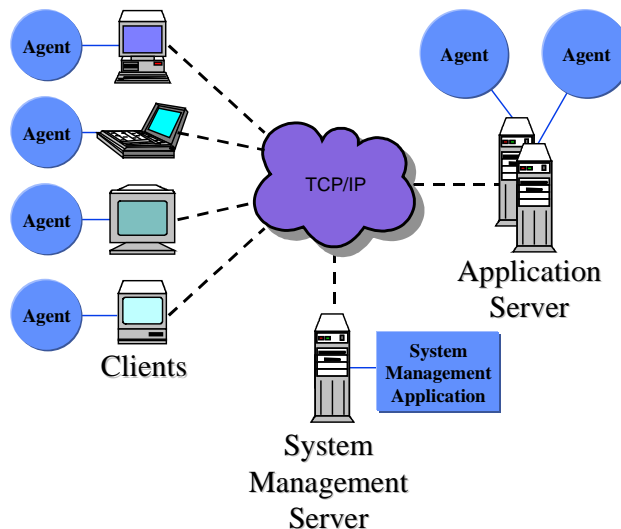 Agent
Agent
Agent
Agent
Clients
TCP/IP
Agent
Agent
Application
Server
System
Management
Application
System
Management
Server